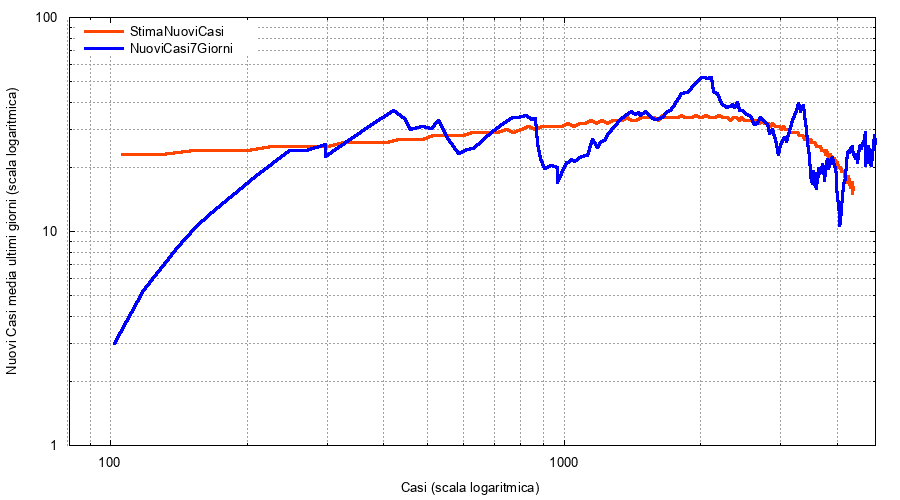 100
StimaNuoviCasi
NuoviCasi7Giorni
Nuovi Casi media ultimi giorni (scala logaritmica)
10
1
100
1000
Casi (scala logaritmica)